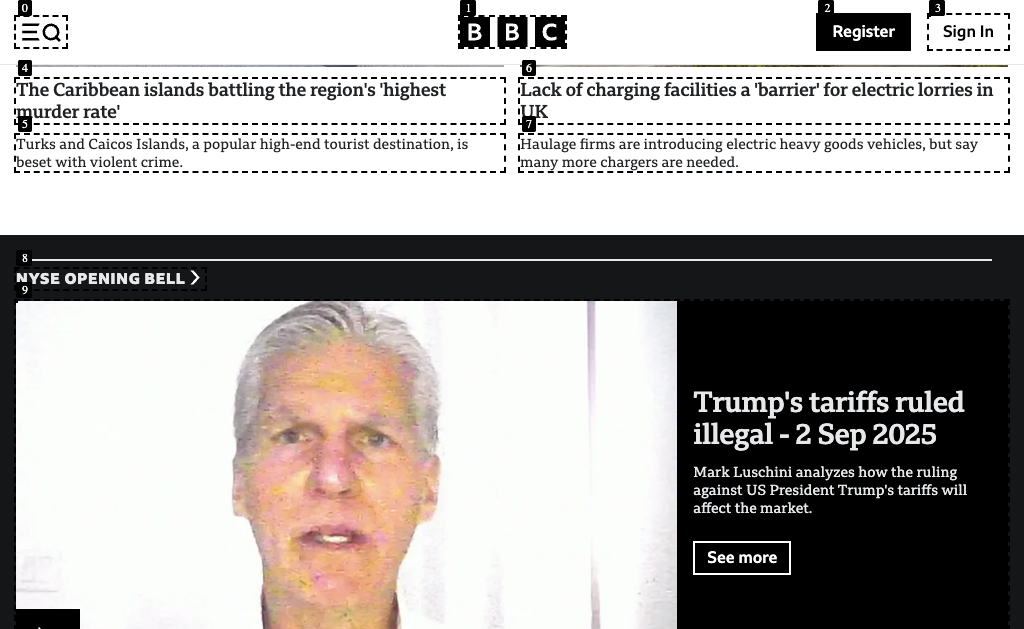 0
1
2
3
BBC
Register
Sign In
4
6
The Caribbean islands battling the region's 'highest
murder rate'
Lack of charging facilities a 'barrier' for electric lorries in
UK
5
7
Turks and Caicos Islands, a popular high-end tourist destination, is
beset with violent crime.
Haulage firms are introducing electric heavy goods vehicles, but say
many more chargers are needed.
8
NYSE OPENING BELL
9
Trump's tariffs ruled
illegal - 2 Sep 2025
Mark Luschini analyzes how the ruling
against US President Trump's tariffs will
affect the market.
See more